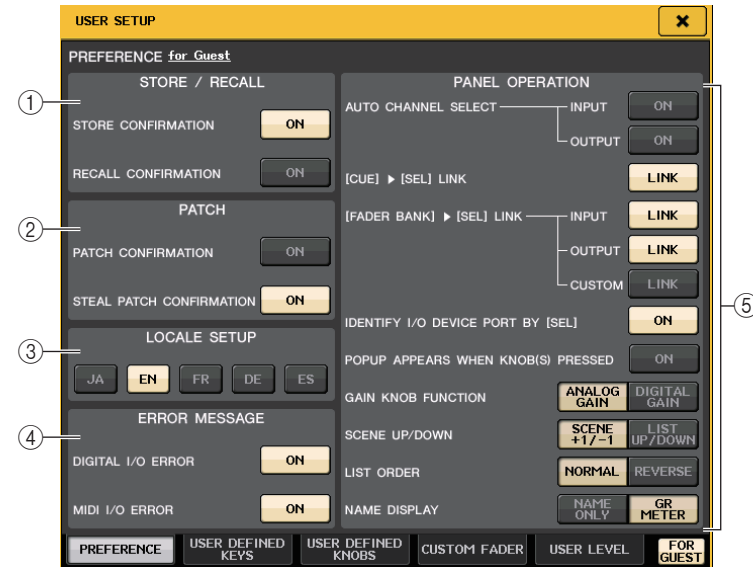 USER SETUP
×
PREFERENCE for Guest
STORE / RECALL
1
STORE CONFIRMATION ON
RECALL CONFIRMATION ON
PATCH
2
PATCH CONFIRMATION ON
STEAL PATCH CONFIRMATION ON
LOCALE SETUP
3
JA EN FR DE ES
ERROR MESSAGE
4
DIGITAL I/O ERROR ON
MIDI I/O ERROR ON
PANEL OPERATION
AUTO CHANNEL SELECT INPUT ON
OUTPUT ON
[CUE] ▶ [SEL] LINK LINK
[FADER BANK] ▶ [SEL] LINK INPUT LINK
OUTPUT LINK
CUSTOM LINK
5
IDENTIFY I/O DEVICE PORT BY [SEL] ON
POPUP APPEARS WHEN KNOB(S) PRESSED ON
GAIN KNOB FUNCTION ANALOG GAIN DIGITAL GAIN
SCENE UP/DOWN SCENE +1/-1 LIST UP/DOWN
LIST ORDER NORMAL REVERSE
NAME DISPLAY NAME ONLY GR METER
PREFERENCE USER DEFINED KEYS USER DEFINED KNOBS CUSTOM FADER USER LEVEL FOR GUEST